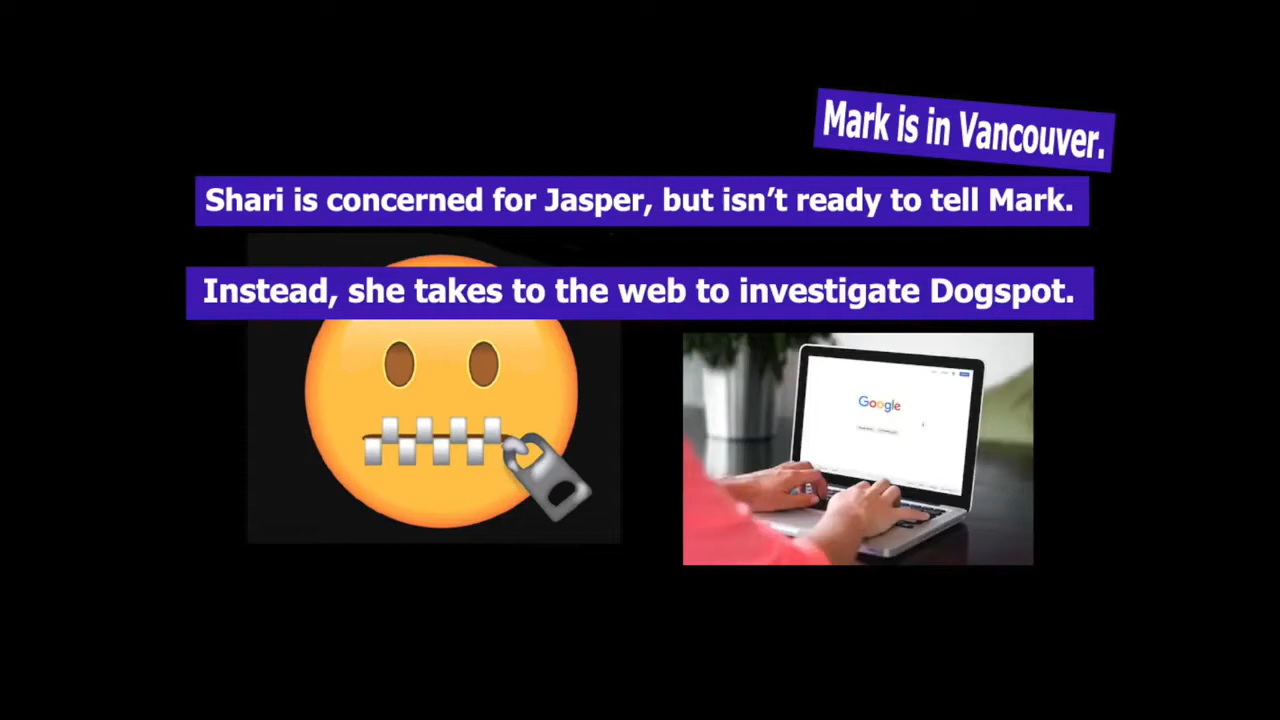 Mark is in Vancouver.
Shari is concerned for Jasper, but isn’t ready to tell Mark.
Instead, she takes to the web to investigate Dogspot.
Google